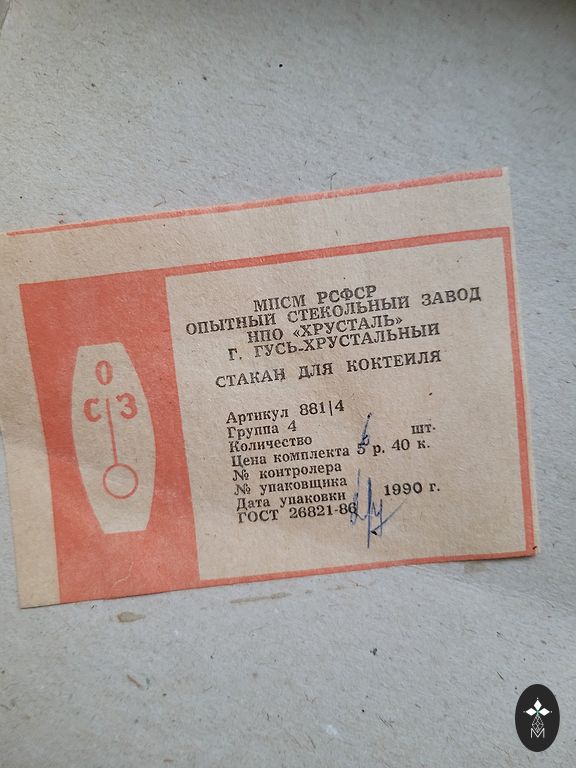 О
С З
МПСМ РСФСР
ОПЫТНЫЙ СТЕКОЛЬНЫЙ ЗАВОД
НПО «ХРУСТАЛЬ»
Г. ГУСЬ-ХРУСТАЛЬНЫЙ
СТАКАН ДЛЯ КОКТЕЙЛЯ
Артикул 881|4
Группа 4
Количество 6 шт.
Цена комплекта 5 р. 40 к.
№ контролера
№ упаковщика
Дата упаковки 1990 г.
ГОСТ 26821-86
М